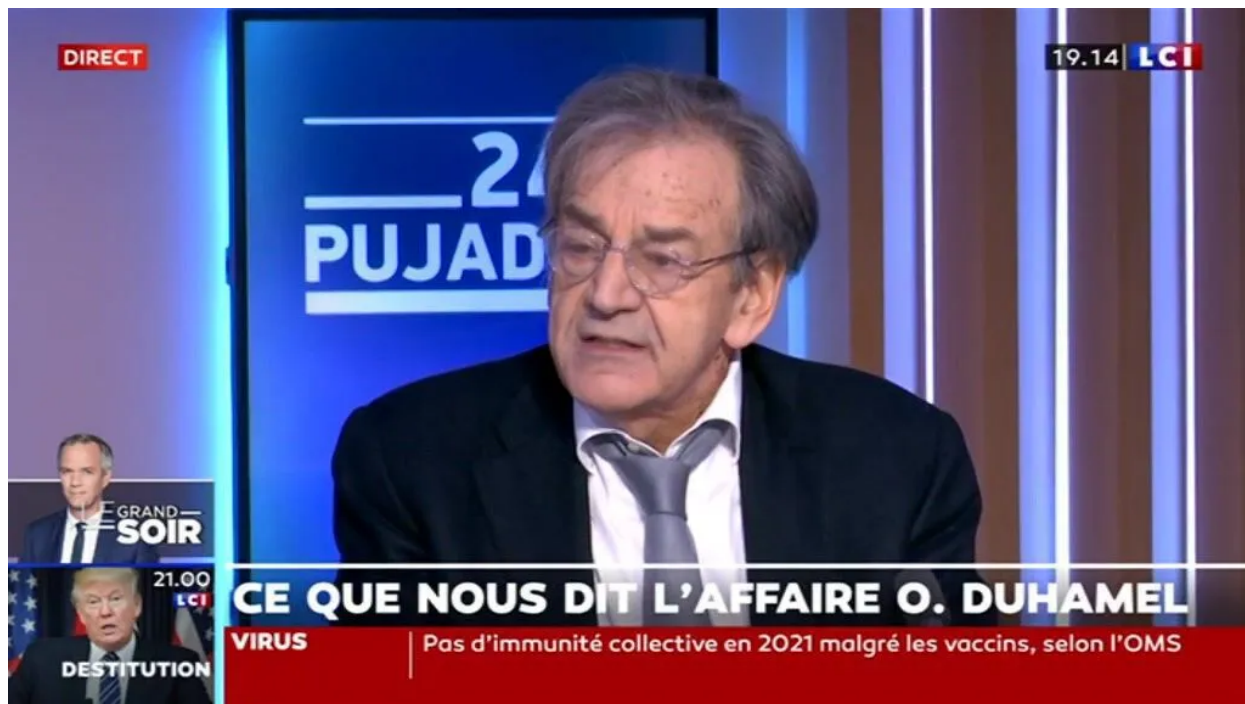 DIRECT
19.14 LCI
24
PUJAD
LE GRAND
SOIR
21.00
LCI
DESTITUTION
CE QUE NOUS DIT L'AFFAIRE O. DUHAMEL
VIRUS
Pas d'immunité collective en 2021 malgré les vaccins, selon l'OMS